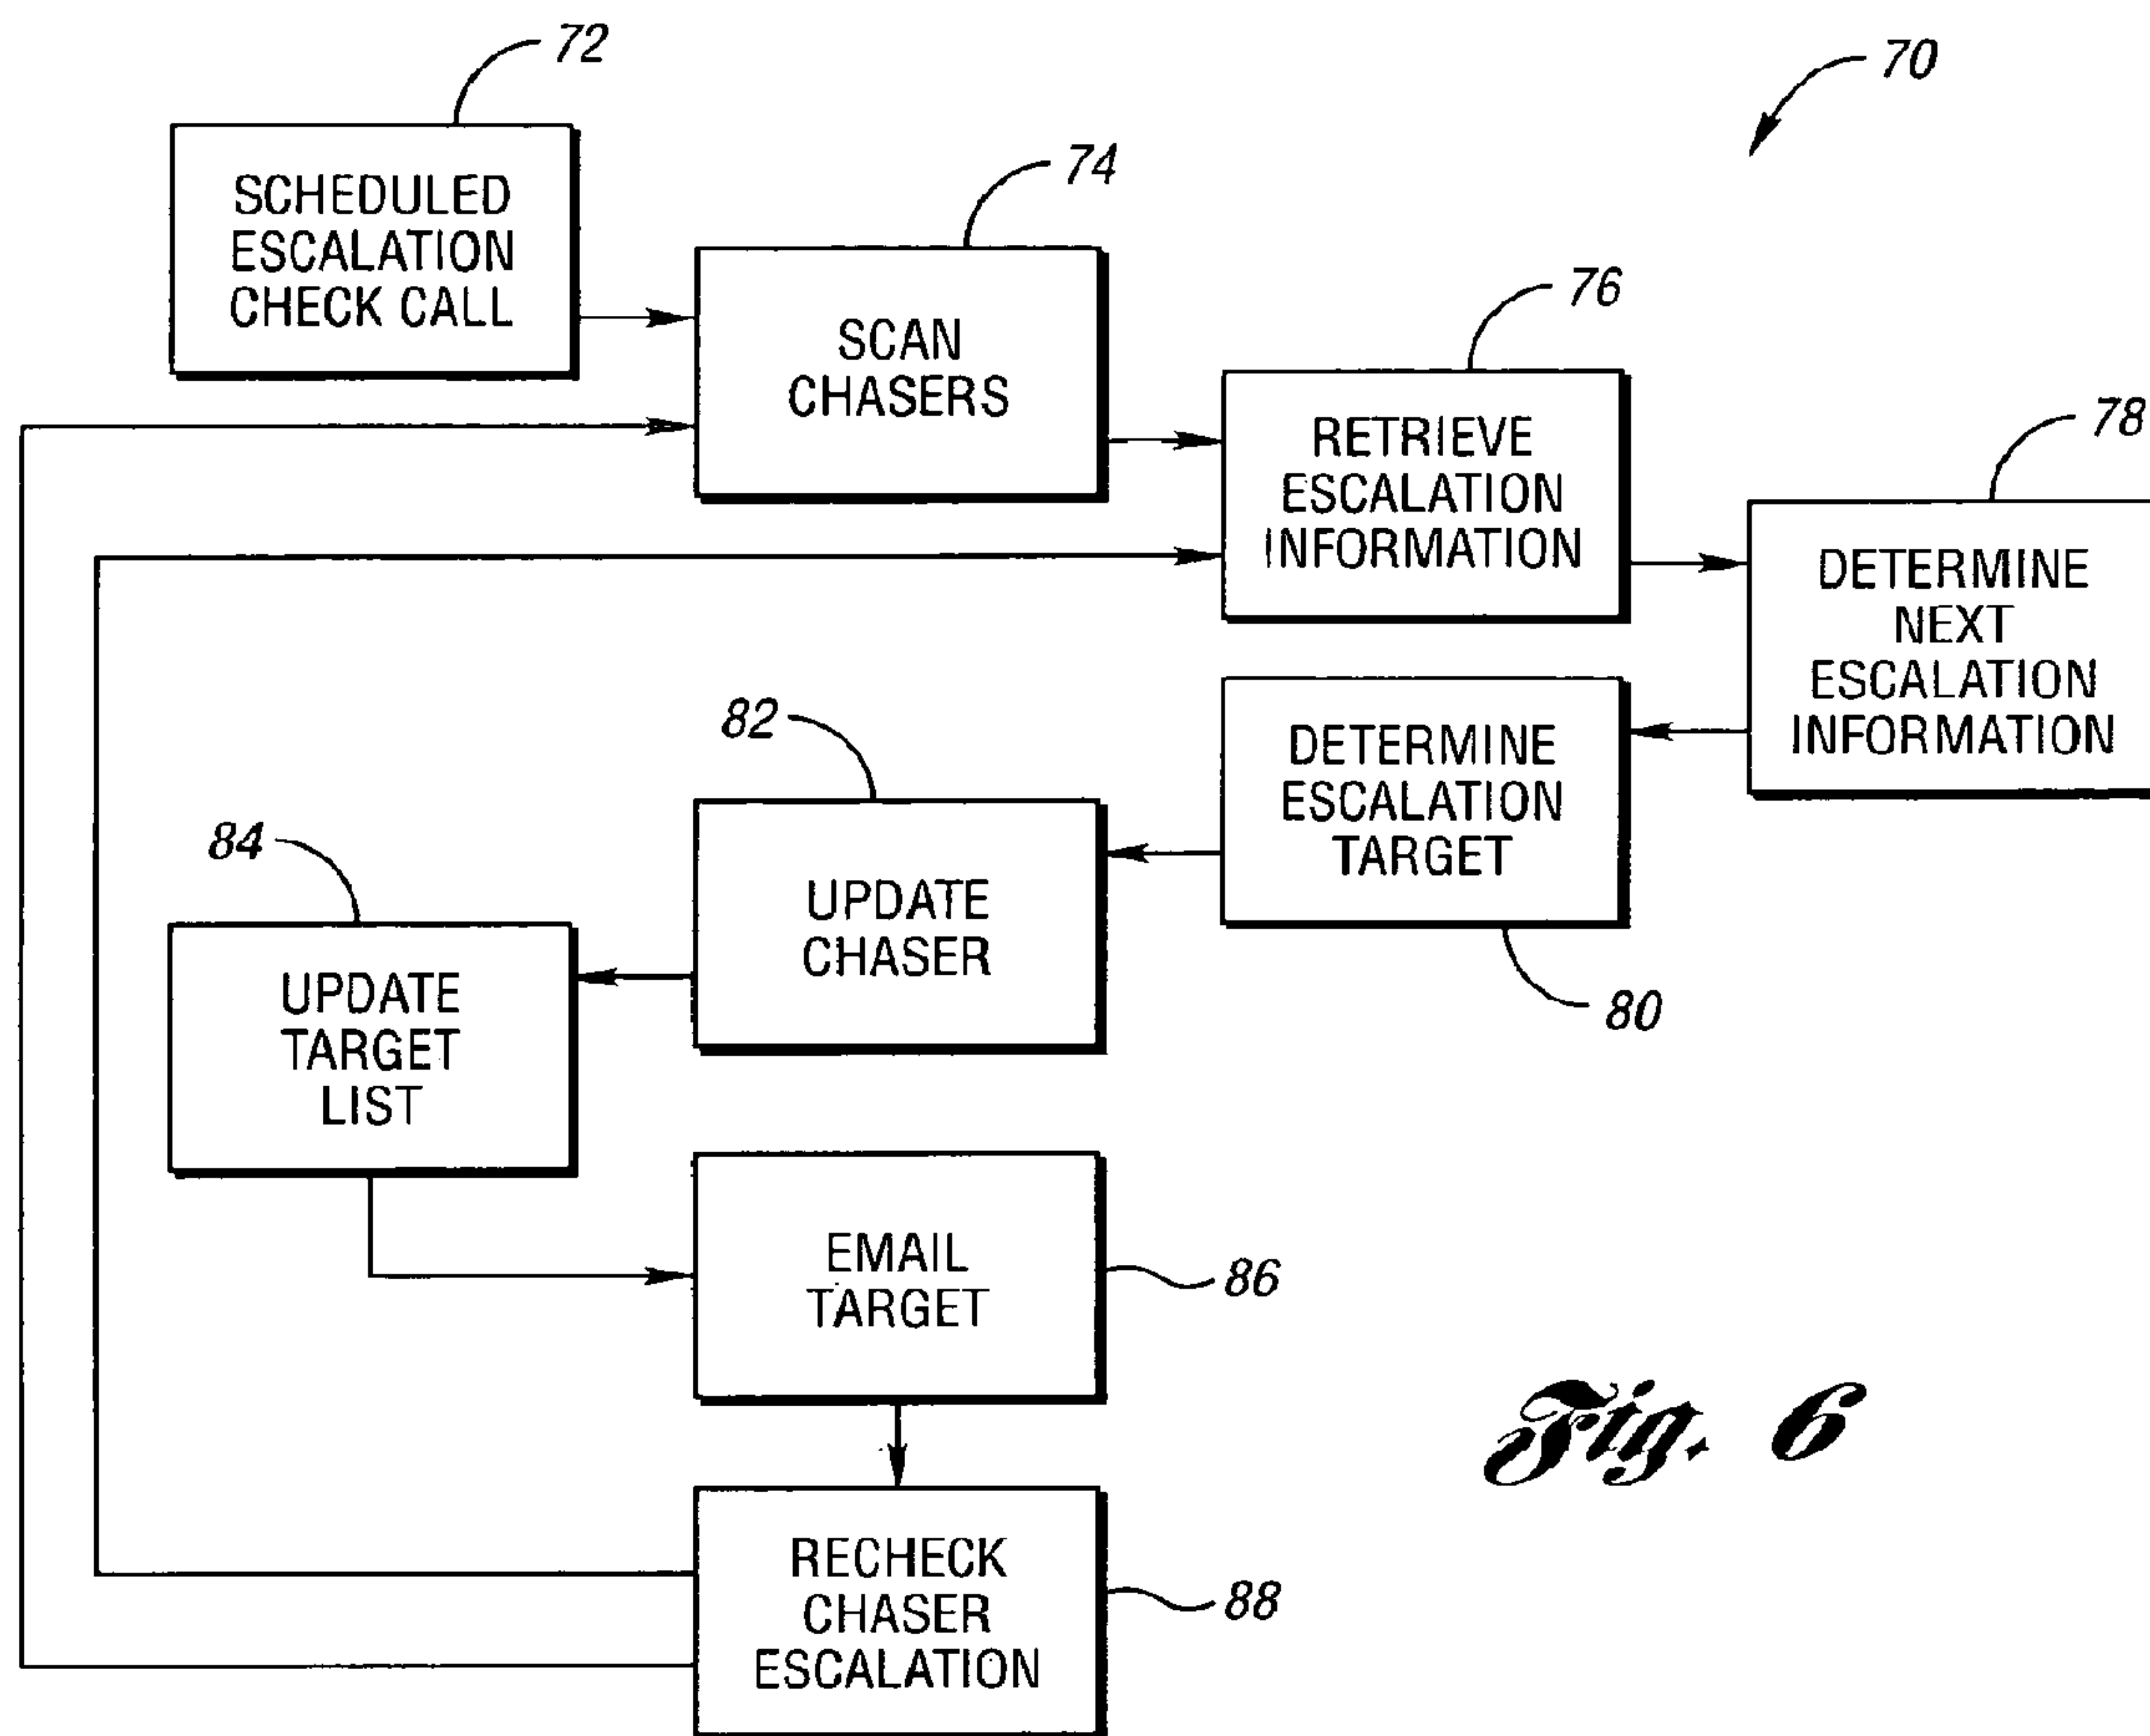 72
70
SCHEDULED
ESCALATION
CHECK CALL
74
SCAN
CHASERS
76
RETRIEVE
ESCALATION
INFORMATION
78
DETERMINE
NEXT
ESCALATION
INFORMATION
DETERMINE
ESCALATION
TARGET
80
82
UPDATE
CHASER
84
UPDATE
TARGET
LIST
EMAIL
TARGET
86
RECHECK
CHASER
ESCALATION
88
Fig. 6